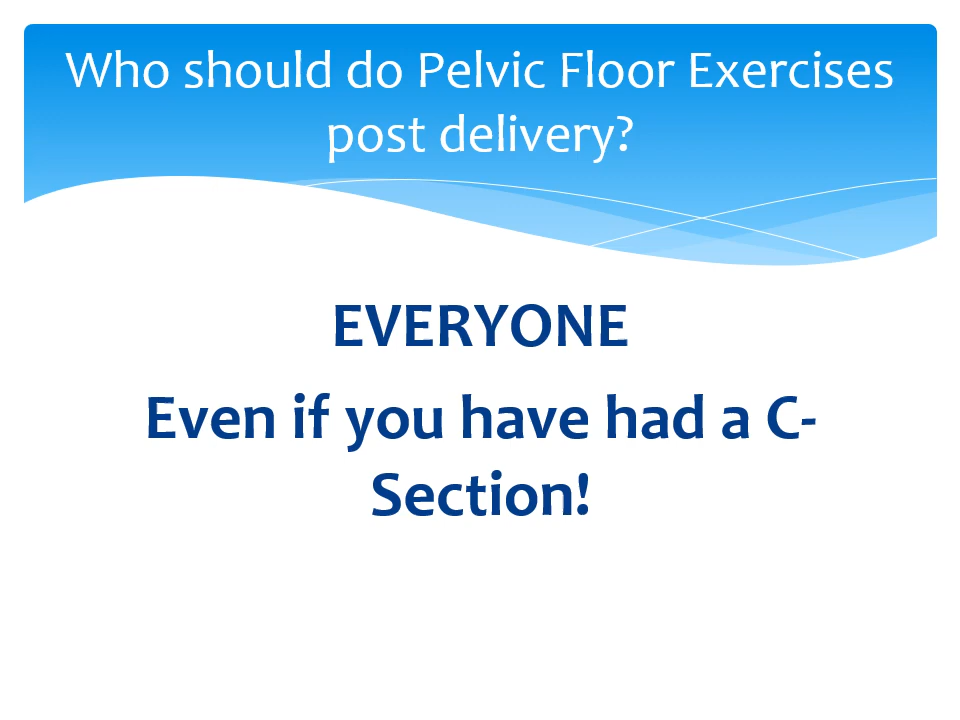 Who should do Pelvic Floor Exercises
post delivery?
EVERYONE
Even if you have had a C-
Section!